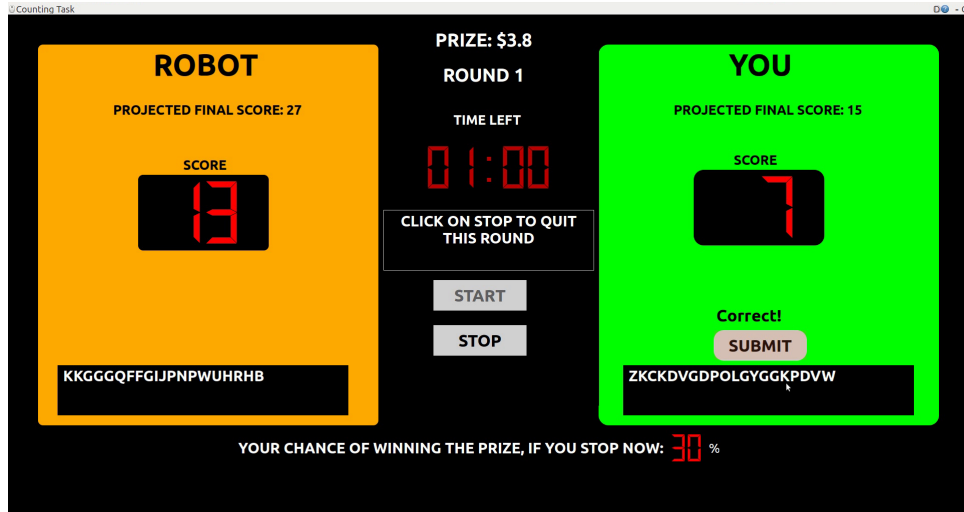 Counting Task
ROBOT
PROJECTED FINAL SCORE: 27
SCORE
13
KKGGGQFFGIJPNPWUHRHB
PRIZE: $3.8
ROUND 1
TIME LEFT
01:00
CLICK ON STOP TO QUIT
THIS ROUND
START
STOP
YOU
PROJECTED FINAL SCORE: 15
SCORE
7
Correct!
SUBMIT
ZKCKDVGDPOLGYGGKPDVW
YOUR CHANCE OF WINNING THE PRIZE, IF YOU STOP NOW: 30 %